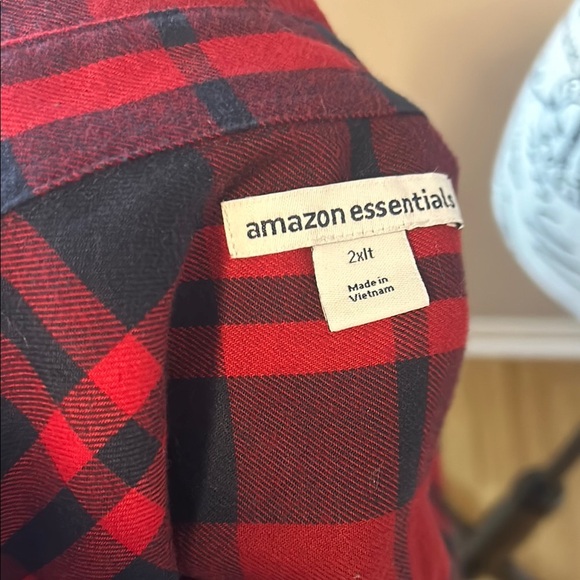 amazon essentials
2xlt
Made in
Vietnam